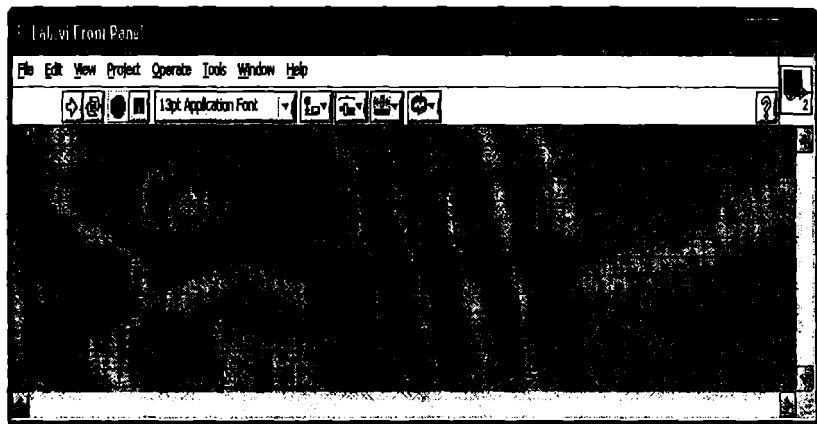 Lab.vi Front Panel
File Edit View Project Operate Tools Window Help
13pt Application Font
?
2